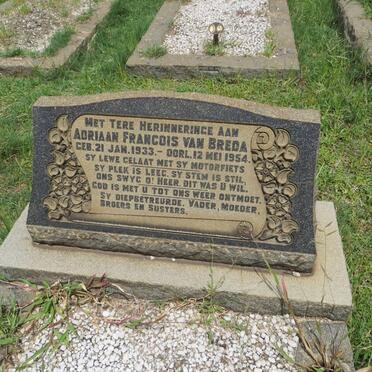 MET TERE HERINNERINGE AAN
ADRIAAN FRANCOIS VAN BREDA
GEB. 21 JAN. 1933. – OORL. 12 MEI 1954.
SY LEWE GELAAT MET SY MOTORFIETS
SY PLEK IS LEEG, SY STEM IS STIL
ONS SWYG O' HEER, DIT WAS U WIL.
GOD IS MET U TOT ONS WEER ONTMOET.
SY DIEPBETREURDE, VADER, MOEDER,
BROERS EN SUSTERS.